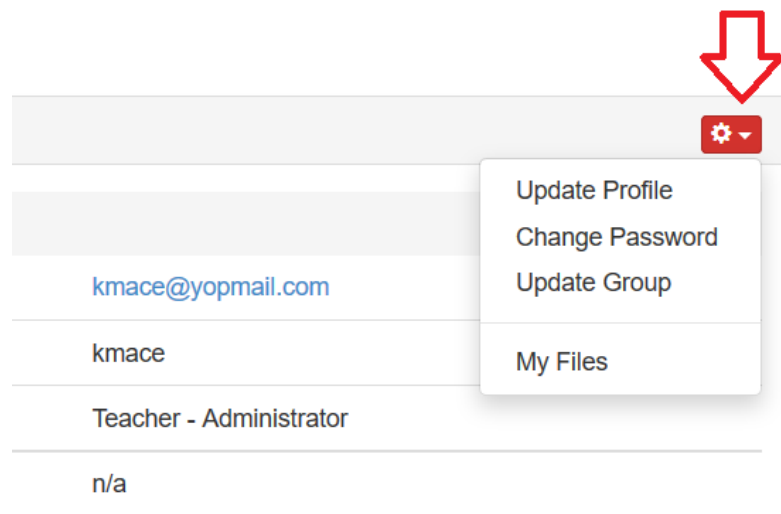 Update Profile
Change Password
Update Group
My Files
kmace@yopmail.com
kmace
Teacher - Administrator
n/a